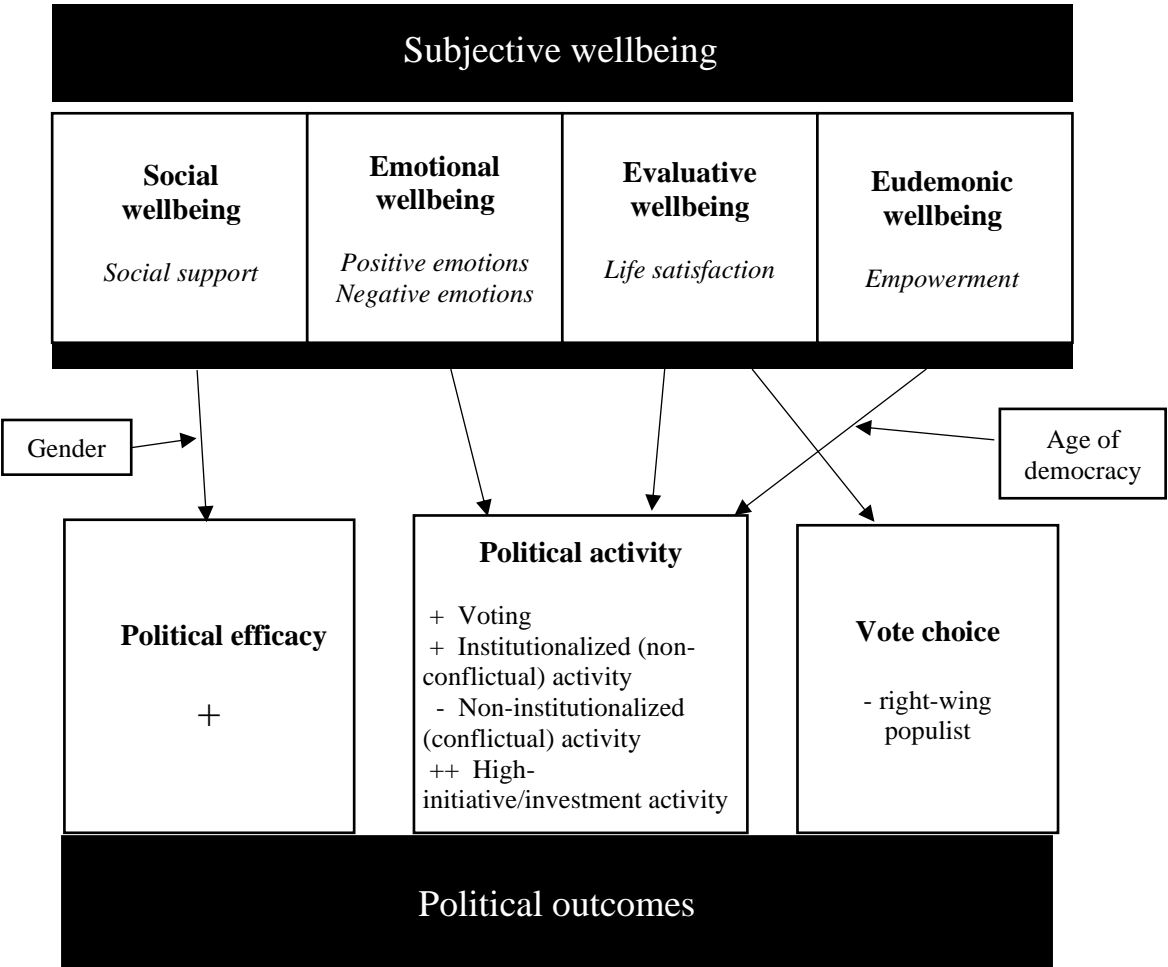 Subjective wellbeing
Social
wellbeing
Social support
Emotional
wellbeing
Positive emotions
Negative emotions
Evaluative
wellbeing
Life satisfaction
Eudemonic
wellbeing
Empowerment
Gender
Age of
democracy
Political efficacy
+
Political activity
+ Voting
+ Institutionalized (non-
conflictual) activity
- Non-institutionalized
(conflictual) activity
++ High-
initiative/investment activity
Vote choice
- right-wing
populist
Political outcomes